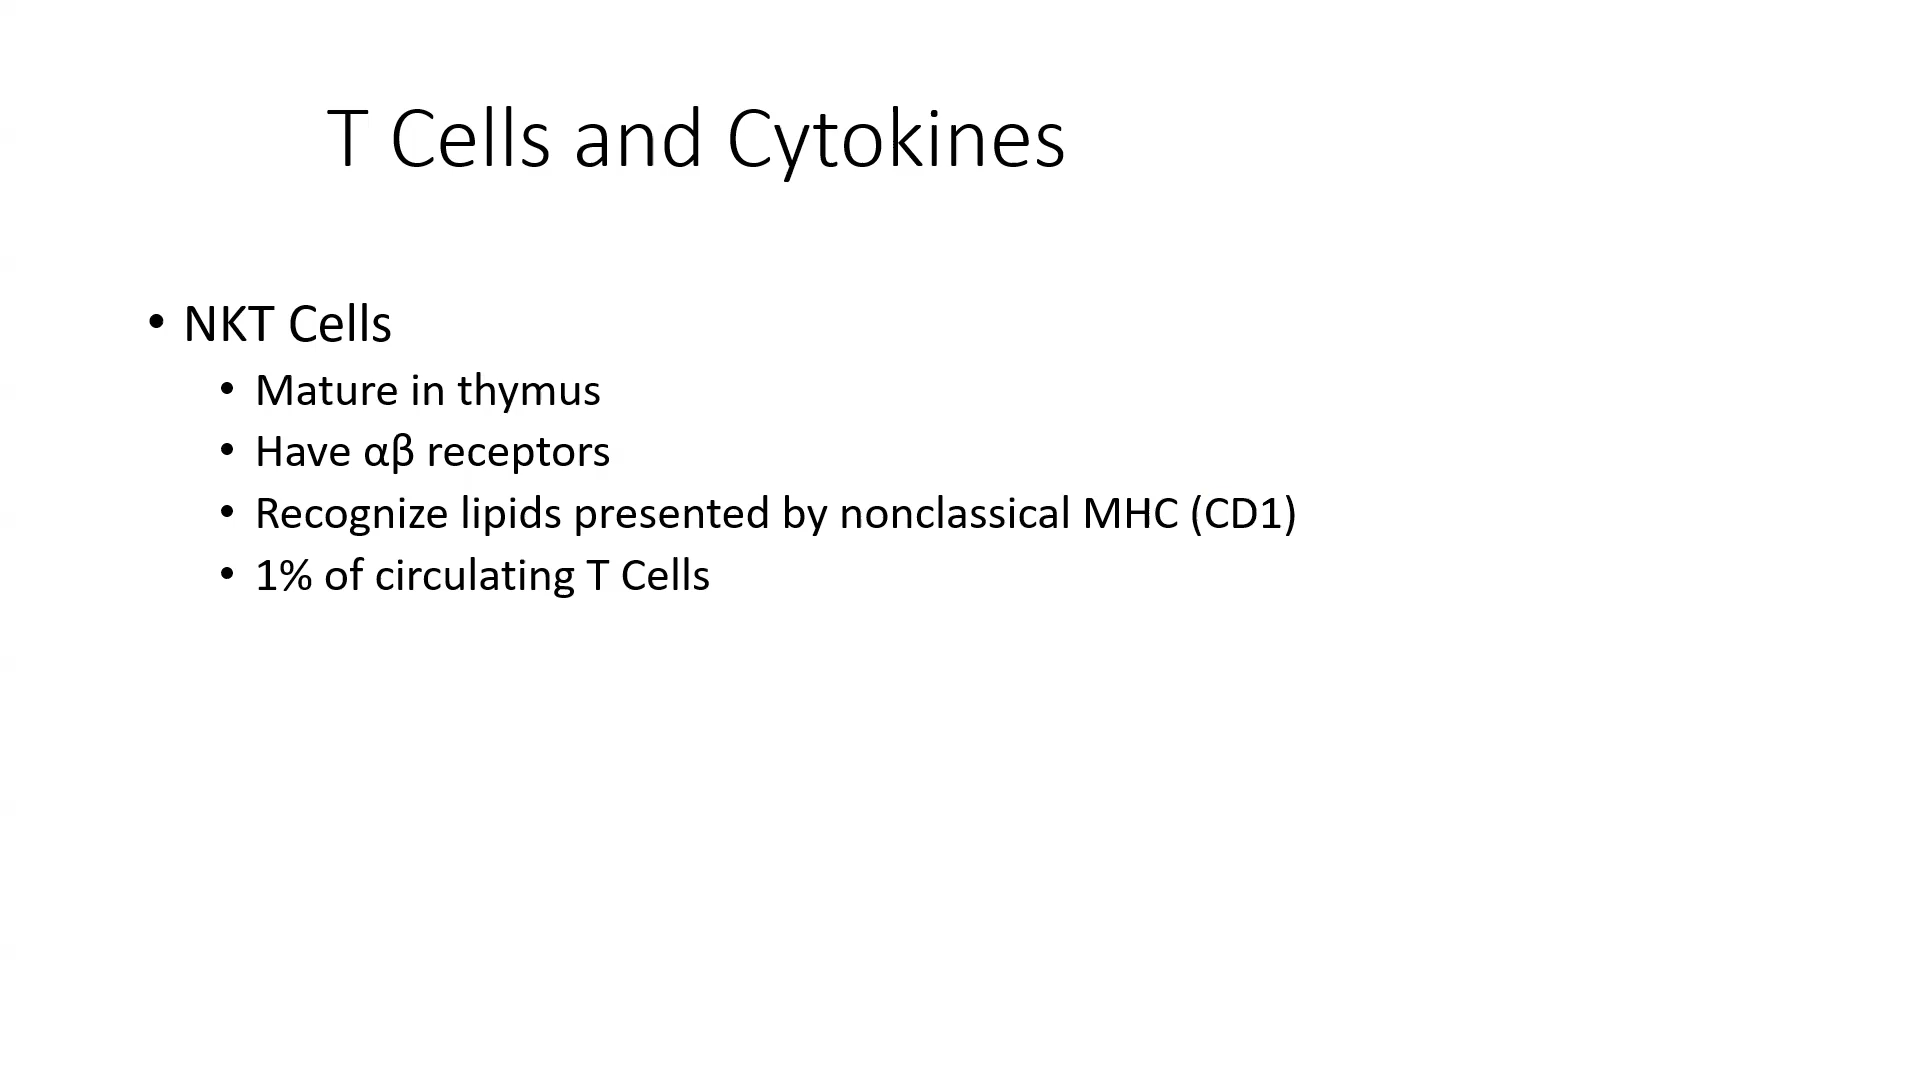 T Cells and Cytokines
• NKT Cells
• Mature in thymus
• Have αβ receptors
• Recognize lipids presented by nonclassical MHC (CD1)
• 1% of circulating T Cells